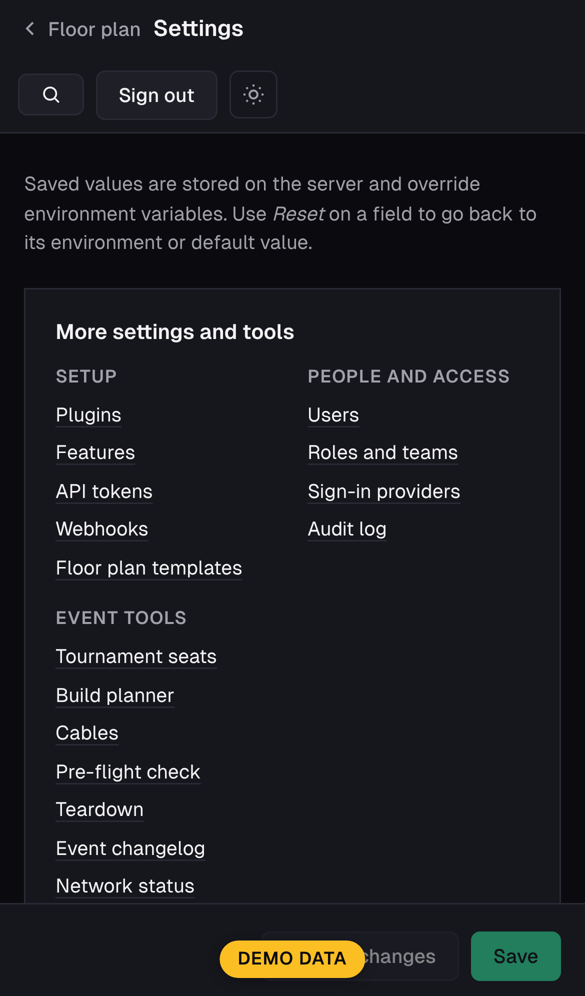 Floor plan Settings
Sign out
Saved values are stored on the server and override
environment variables. Use Reset on a field to go back to
its environment or default value.
More settings and tools
SETUP
Plugins
Features
API tokens
Webhooks
Floor plan templates
PEOPLE AND ACCESS
Users
Roles and teams
Sign-in providers
Audit log
EVENT TOOLS
Tournament seats
Build planner
Cables
Pre-flight check
Teardown
Event changelog
Network status
DEMO DATA
Save